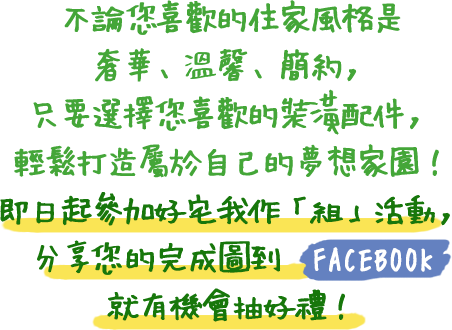 不論您喜歡的住家風格是
奢華、溫馨、簡約，
只要選擇您喜歡的裝潢配件，
輕鬆打造屬於自己的夢想家園！
即日起參加好宅我作「組」活動，
分享您的完成圖到 FACEBOOK
就有機會抽好禮！